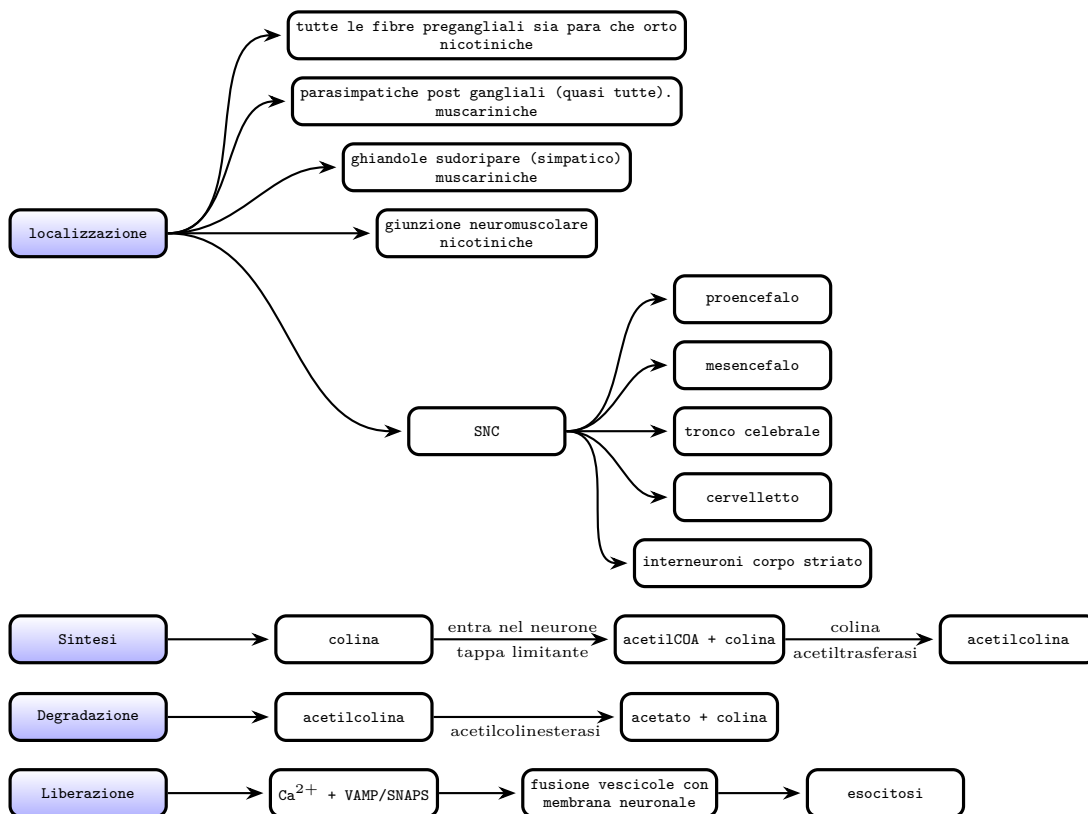 tutte le fibre pregangliali sia para che orto
nicotiniche
parasimpatiche post gangliali (quasi tutte).
muscariniche
ghiandole sudoripare (simpatico)
muscariniche
localizzazione
giunzione neuromuscolare
nicotiniche
proencefalo
mesencefalo
SNC
tronco celebrale
cervelletto
interneuroni corpo striato
Sintesi
colina
entra nel neurone
tappa limitante
acetilCOA + colina
colina
acetiltrasferasi
acetilcolina
Degradazione
acetilcolina
acetilcolinesterasi
acetato + colina
Liberazione
Ca²⁺ + VAMP/SNAPS
fusione vescicole con
membrana neuronale
esocitosi